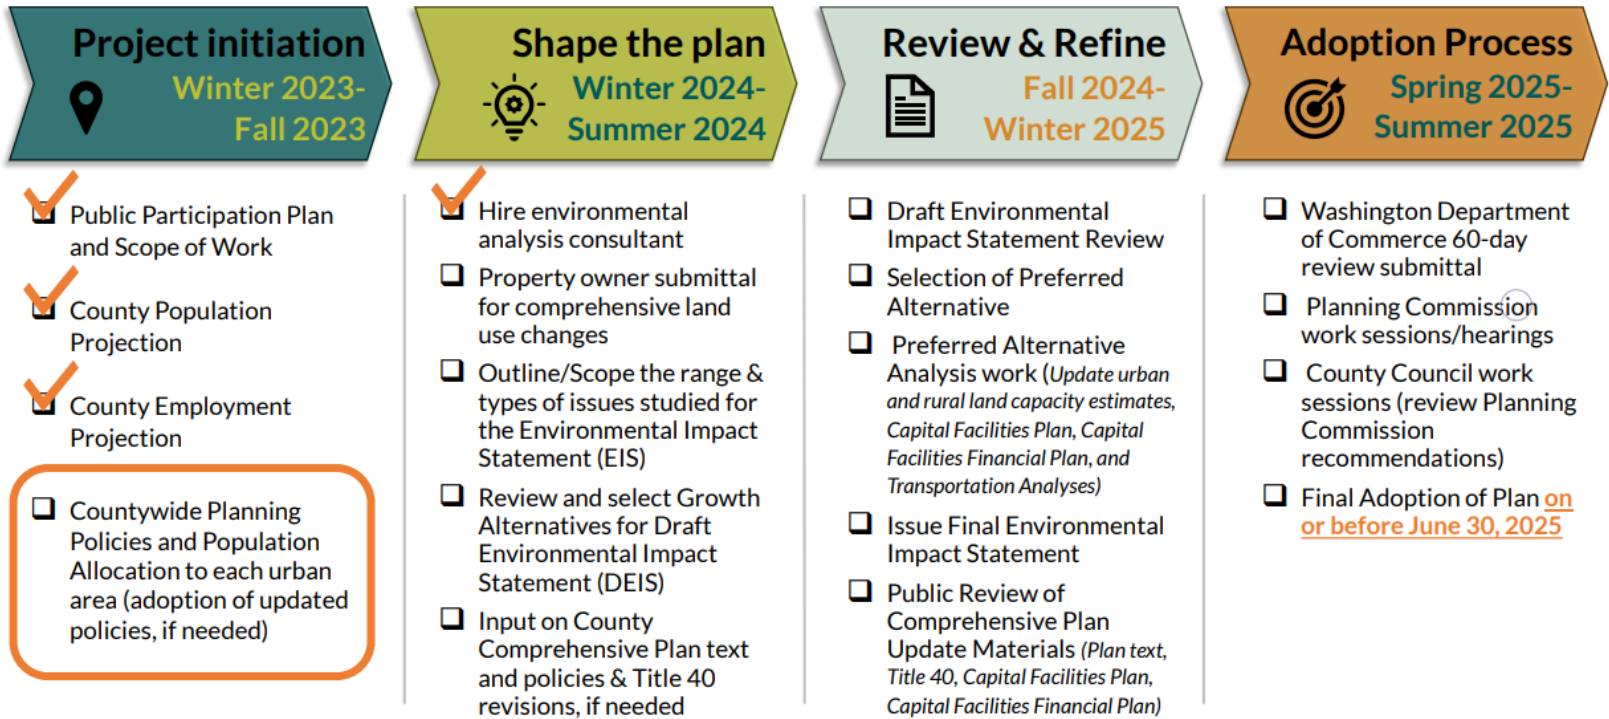 Project initiation
Winter 2023-
Fall 2023
Public Participation Plan
and Scope of Work
County Population
Projection
County Employment
Projection
Countywide Planning
Policies and Population
Allocation to each urban
area (adoption of updated
policies, if needed)
Shape the plan
Winter 2024-
Summer 2024
Hire environmental
analysis consultant
Property owner submittal
for comprehensive land
use changes
Outline/Scope the range &
types of issues studied for
the Environmental Impact
Statement (EIS)
Review and select Growth
Alternatives for Draft
Environmental Impact
Statement (DEIS)
Input on County
Comprehensive Plan text
and policies & Title 40
revisions, if needed
Review & Refine
Fall 2024-
Winter 2025
Draft Environmental
Impact Statement Review
Selection of Preferred
Alternative
Preferred Alternative
Analysis work (Update urban
and rural land capacity estimates,
Capital Facilities Plan, Capital
Facilities Financial Plan, and
Transportation Analyses)
Issue Final Environmental
Impact Statement
Public Review of
Comprehensive Plan
Update Materials (Plan text,
Title 40, Capital Facilities Plan,
Capital Facilities Financial Plan)
Adoption Process
Spring 2025-
Summer 2025
Washington Department
of Commerce 60-day
review submittal
Planning Commission
work sessions/hearings
County Council work
sessions (review Planning
Commission
recommendations)
Final Adoption of Plan on
or before June 30, 2025